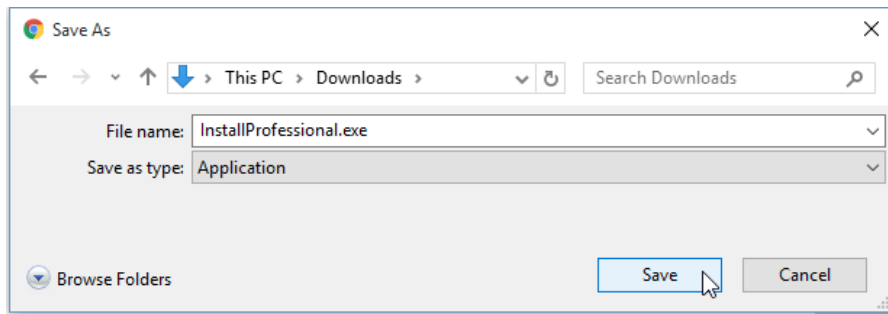 Save As
This PC > Downloads >
Search Downloads
File name: InstallProfessional.exe
Save as type: Application
Browse Folders
Save
Cancel